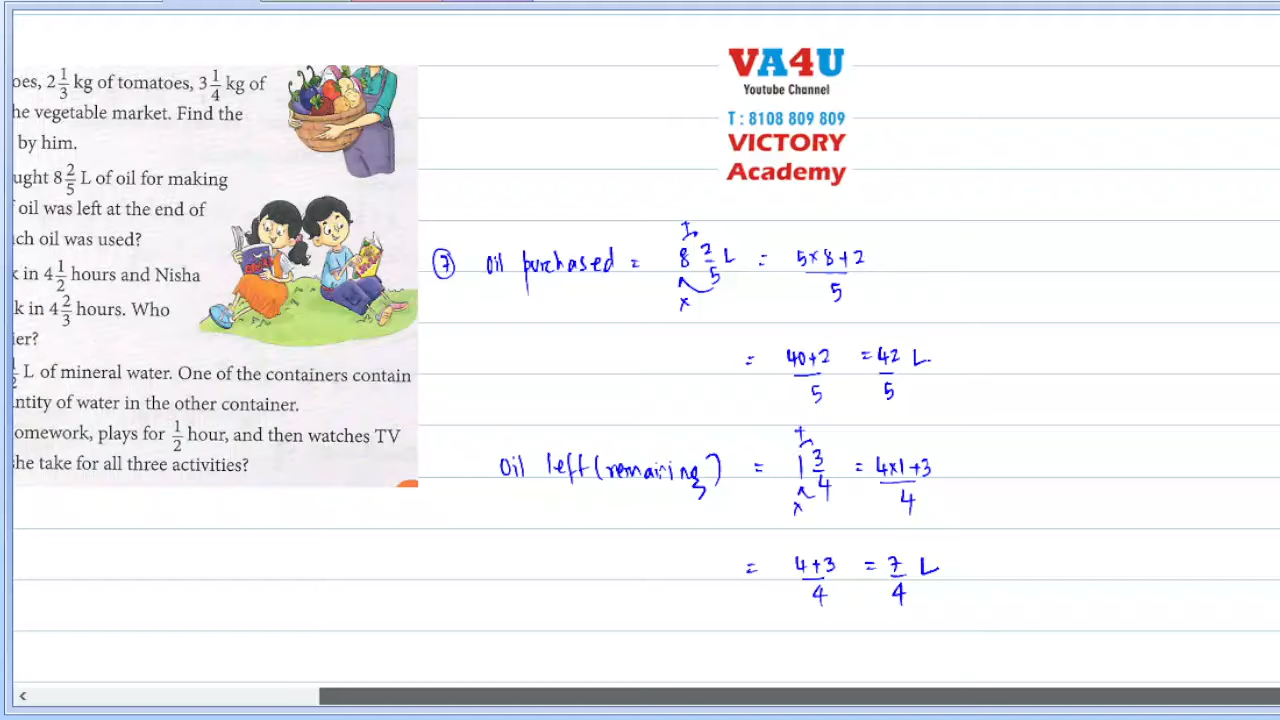 oes, 2 1/3 kg of tomatoes, 3 1/4 kg of
he vegetable market. Find the
by him.
ught 8 2/5 L of oil for making
oil was left at the end of
ch oil was used?
k in 4 1/2 hours and Nisha
k in 4 2/3 hours. Who
er?
L of mineral water. One of the containers contain
ntity of water in the other container.
omework, plays for 1/2 hour, and then watches TV
he take for all three activities?
VA4U
Youtube Channel
T : 8108 809 809
VICTORY
Academy
7 Oil purchased = 8 2/5 L = 5×8+2/5
= 40+2/5 = 42/5 L
Oil left (remaining) = 1 3/4 = 4×1+3/4
= 4+3/4 = 7/4 L